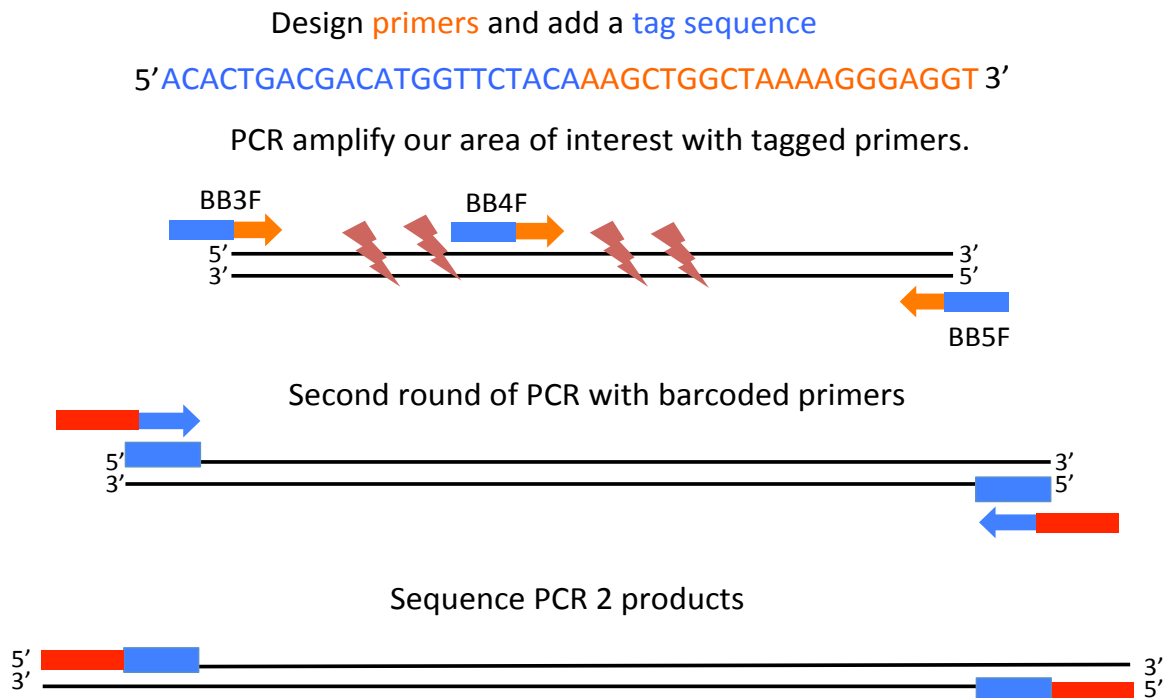 Design primers and add a tag sequence
5’ACACTGACGACATGGTTCTACAAAGCTGGCTAAAAGGGAGGT 3’
PCR amplify our area of interest with tagged primers.
BB3F
BB4F
5’ 3’
3’ 5’
BB5F
Second round of PCR with barcoded primers
5’ 3’
3’ 5’
Sequence PCR 2 products
5’ 3’
3’ 5’